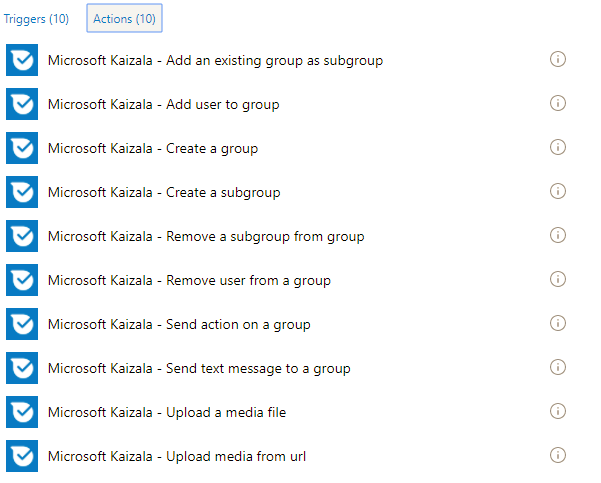 Triggers (10) Actions (10)
Microsoft Kaizala - Add an existing group as subgroup
Microsoft Kaizala - Add user to group
Microsoft Kaizala - Create a group
Microsoft Kaizala - Create a subgroup
Microsoft Kaizala - Remove a subgroup from group
Microsoft Kaizala - Remove user from a group
Microsoft Kaizala - Send action on a group
Microsoft Kaizala - Send text message to a group
Microsoft Kaizala - Upload a media file
Microsoft Kaizala - Upload media from url